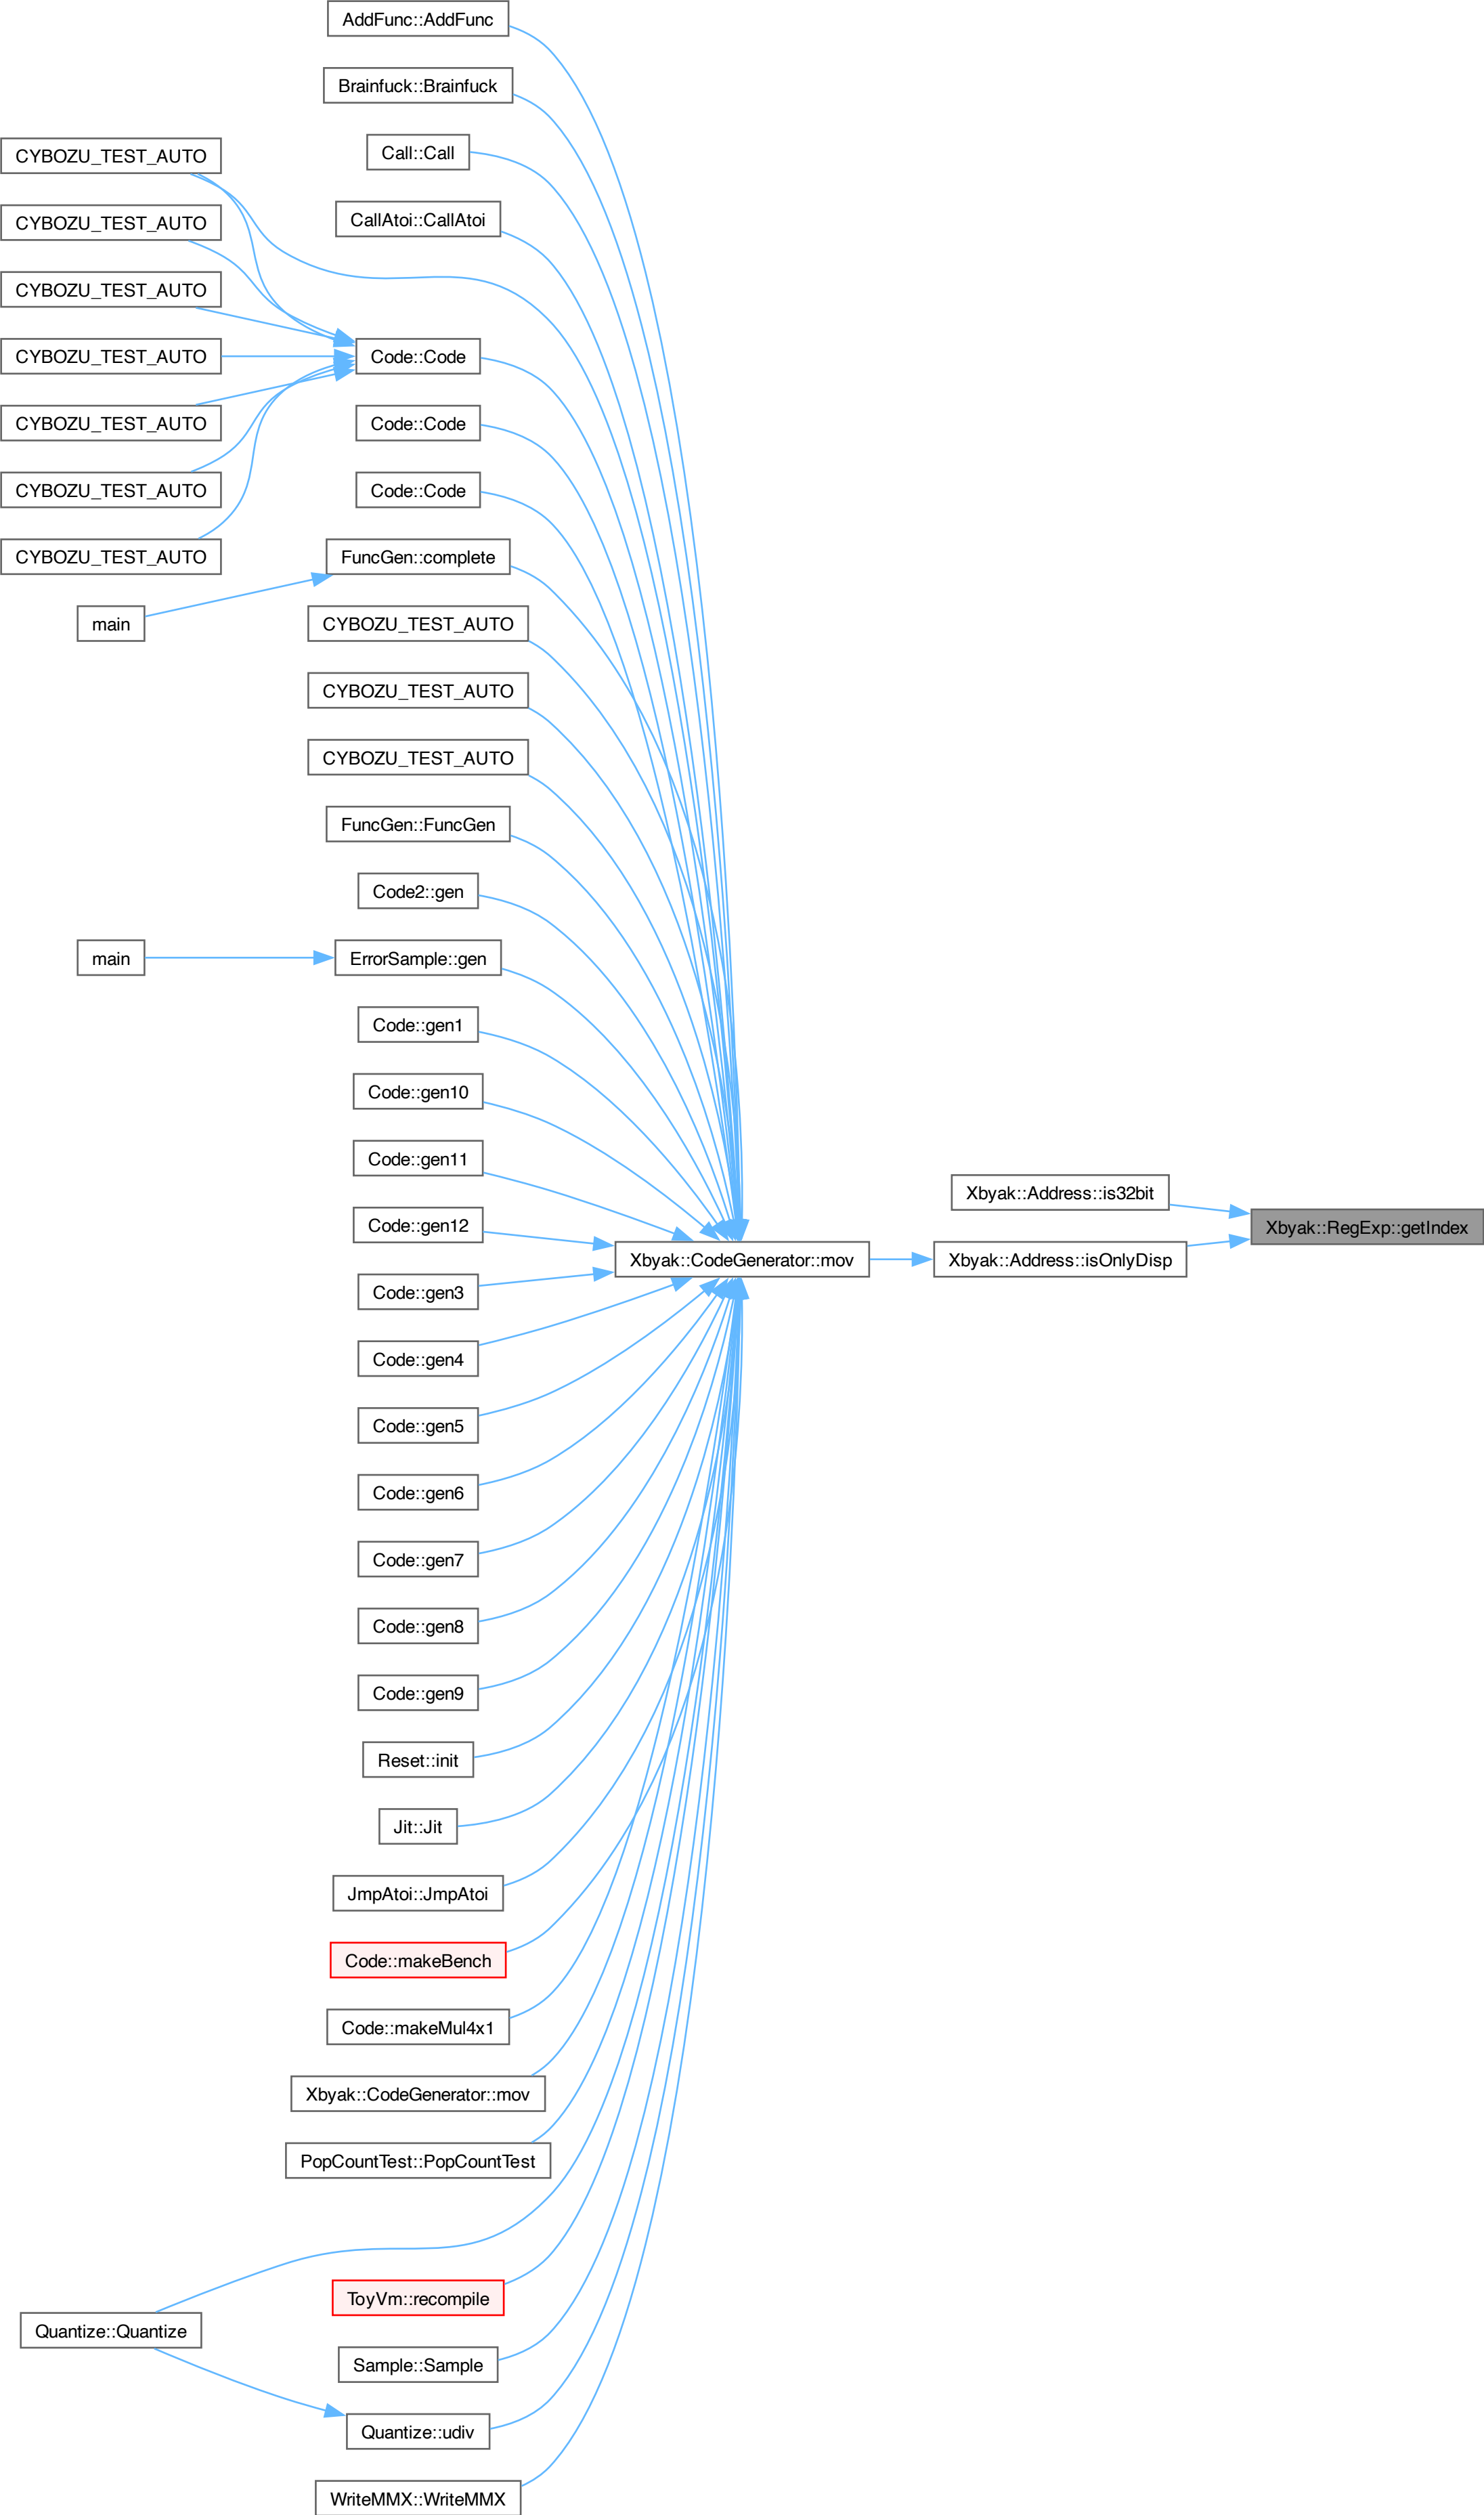 AddFunc::AddFunc
Brainfuck::Brainfuck
Call::Call
CYBOZU_TEST_AUTO
CallAtoi::CallAtoi
CYBOZU_TEST_AUTO
CYBOZU_TEST_AUTO
CYBOZU_TEST_AUTO
Code::Code
CYBOZU_TEST_AUTO
Code::Code
CYBOZU_TEST_AUTO
Code::Code
CYBOZU_TEST_AUTO
FuncGen::complete
main
CYBOZU_TEST_AUTO
CYBOZU_TEST_AUTO
CYBOZU_TEST_AUTO
FuncGen::FuncGen
Code2::gen
main
ErrorSample::gen
Code::gen1
Code::gen10
Code::gen11
Xbyak::Address::is32bit
Code::gen12
Xbyak::RegExp::getIndex
Xbyak::CodeGenerator::mov
Xbyak::Address::isOnlyDisp
Code::gen3
Code::gen4
Code::gen5
Code::gen6
Code::gen7
Code::gen8
Code::gen9
Reset::init
Jit::Jit
JmpAtoi::JmpAtoi
Code::makeBench
Code::makeMul4x1
Xbyak::CodeGenerator::mov
PopCountTest::PopCountTest
ToyVm::recompile
Quantize::Quantize
Sample::Sample
Quantize::udiv
WriteMMX::WriteMMX